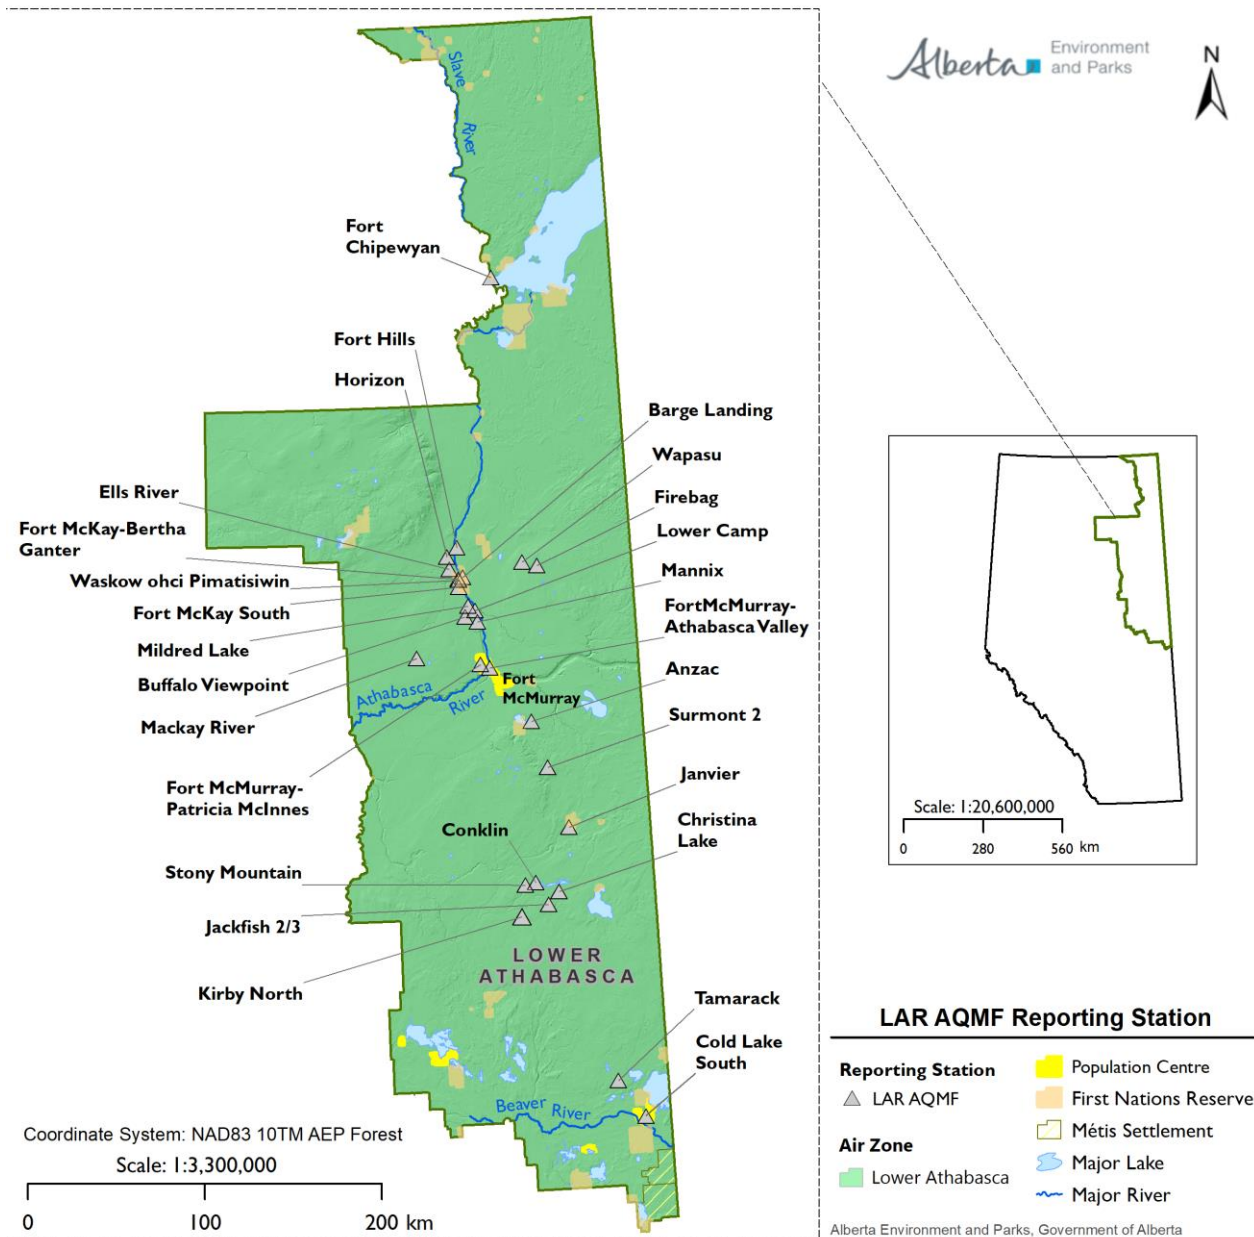 Alberta
Environment
and Parks
N
Slave
River
Fort
Chipewyan
Fort Hills
Horizon
Barge Landing
Wapasu
Ells River
Firebag
Fort McKay-Bertha
Ganter
Lower Camp
Waskow ohci Pimatisiwin
Mannix
Fort McKay South
FortMcMurray-
Athabasca Valley
Mildred Lake
Buffalo Viewpoint
Anzac
Fort
McMurray
Athabasca
River
Mackay River
Surmont 2
Fort McMurray-
Patricia McInnes
Janvier
Conklin
Christina
Lake
Stony Mountain
Jackfish 2/3
LOWER
ATHABASCA
Kirby North
Tamarack
Cold Lake
South
Beaver River
Scale: 1:20,600,000
0 280 560 km
Coordinate System: NAD83 10TM AEP Forest
Scale: 1:3,300,000
0 100 200 km
LAR AQMF Reporting Station
Reporting Station
LAR AQMF
Air Zone
Lower Athabasca
Population Centre
First Nations Reserve
Métis Settlement
Major Lake
Major River
Alberta Environment and Parks, Government of Alberta